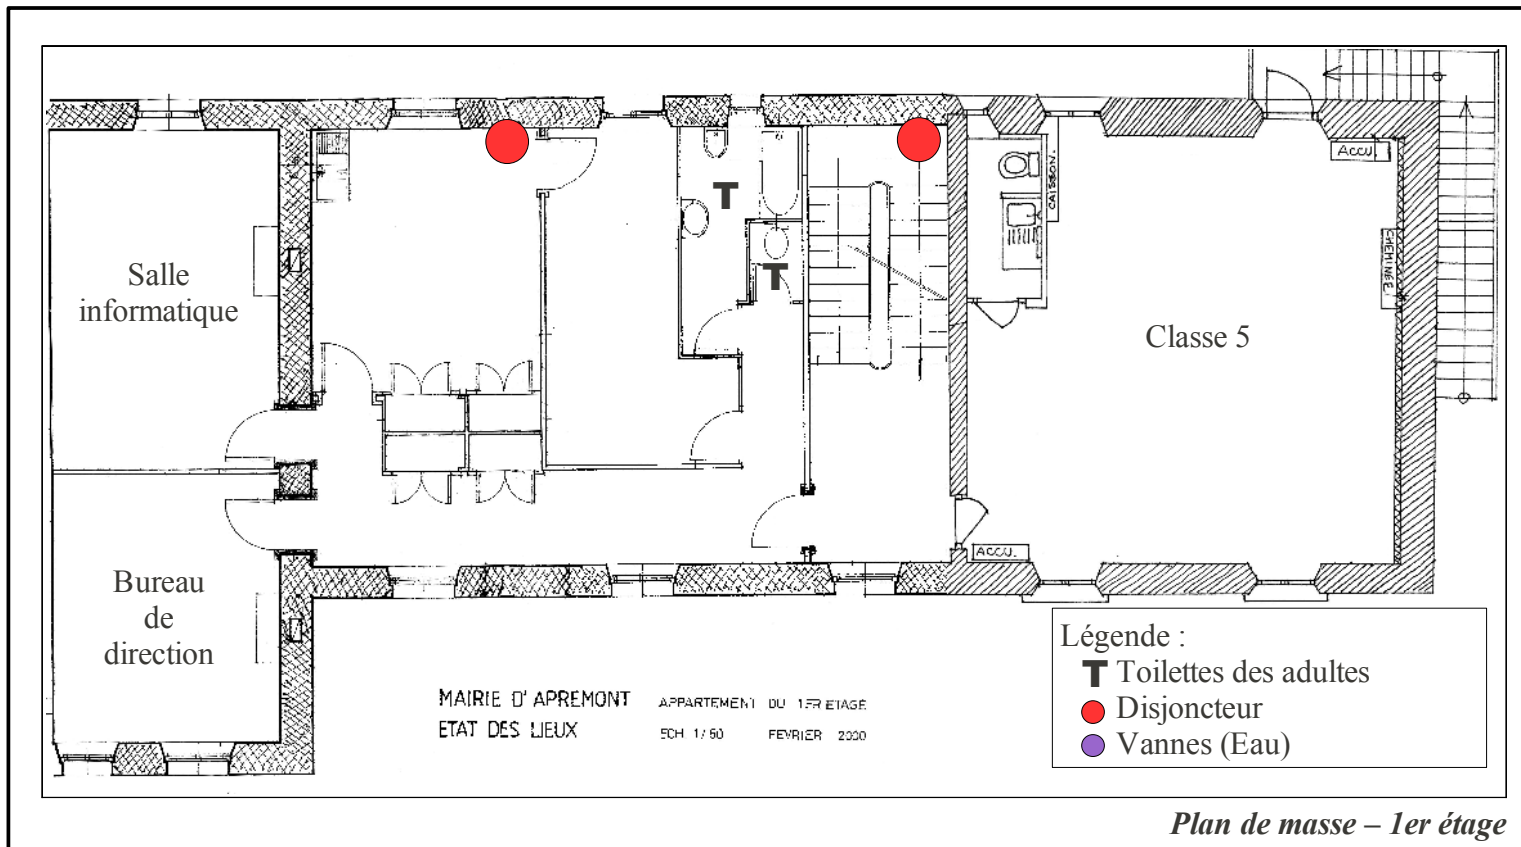 ACCU.
CAISSON.
CHEMINEE
Salle
informatique
Classe 5
ACCU.
Bureau
de
direction
T
T
Légende :
T Toilettes des adultes
Disjoncteur
Vannes (Eau)
MAIRIE D'APREMONT APPARTEMENT DU 1ER ETAGE
ETAT DES LIEUX ECH 1/50 FEVRIER 2000
Plan de masse – 1er étage